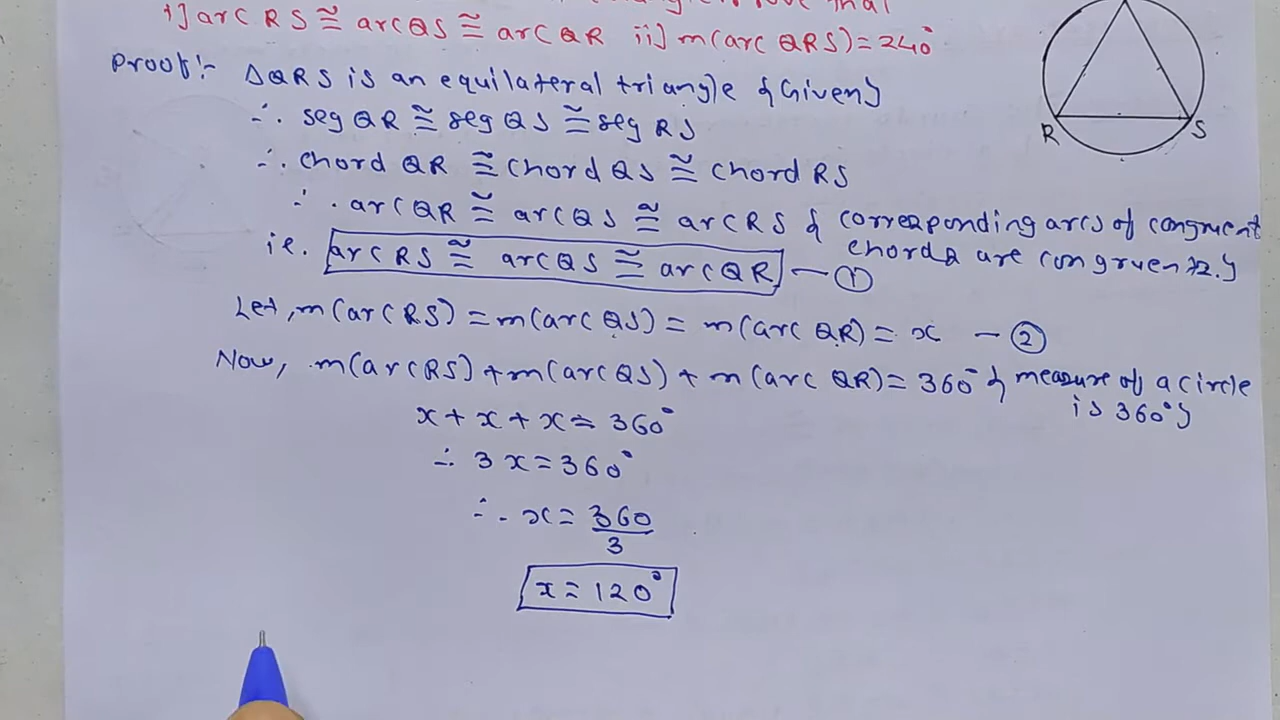 i] arc RS ≅ arc QS ≅ arc QR ii] m(arc QRS) = 240°
Proof:- ΔQRS is an equilateral triangle {Given}
∴ seg QR ≅ seg QS ≅ seg RS
∴ chord QR ≅ chord QS ≅ chord RS
∴ arc QR ≅ arc QS ≅ arc RS { corresponding arcs of congruent
chords are congruent.}
i.e. arc RS ≅ arc QS ≅ arc QR — ①
Let, m(arc RS) = m(arc QS) = m(arc QR) = x — ②
Now, m(arc RS) + m(arc QS) + m(arc QR) = 360° { measure of a circle
is 360°}
x + x + x = 360°
∴ 3x = 360°
∴ x = 360/3
x = 120°
R
S